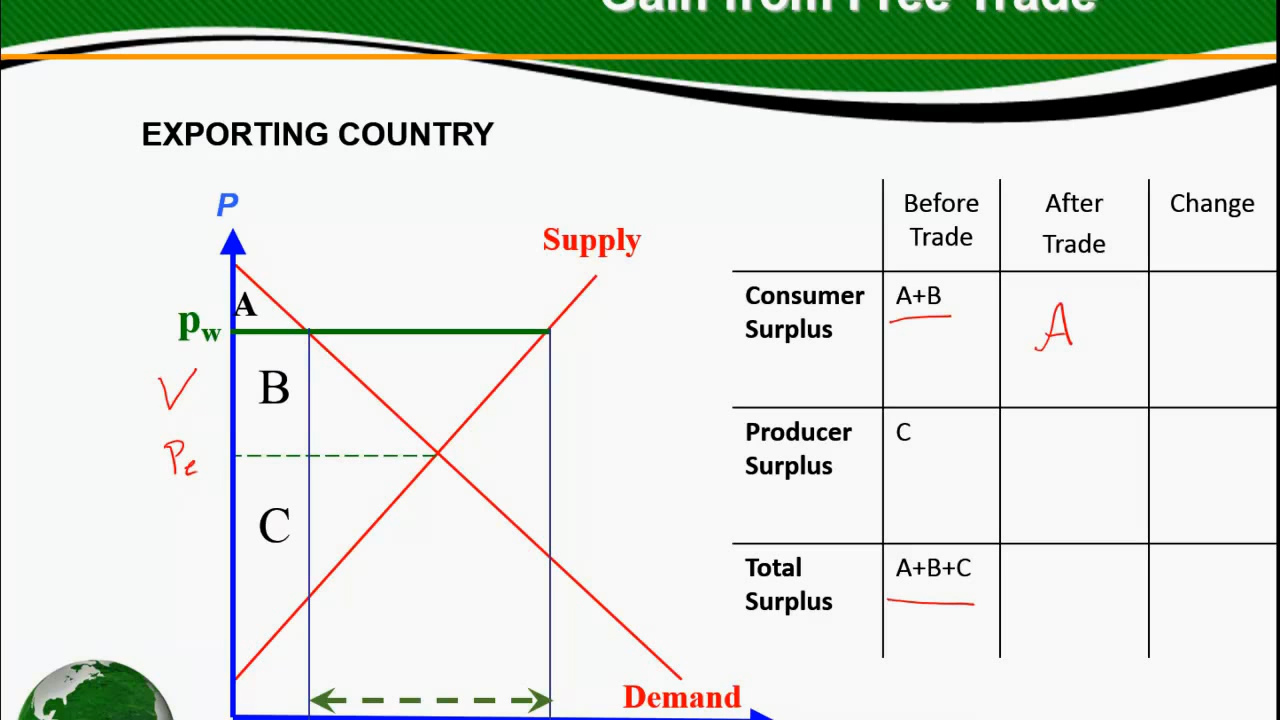 Gain from Free Trade
EXPORTING COUNTRY
P
Supply
A
pw
B
Pe
C
Demand
Before
Trade
After
Trade
Change
Consumer
Surplus
A+B
A
Producer
Surplus
C
Total
Surplus
A+B+C